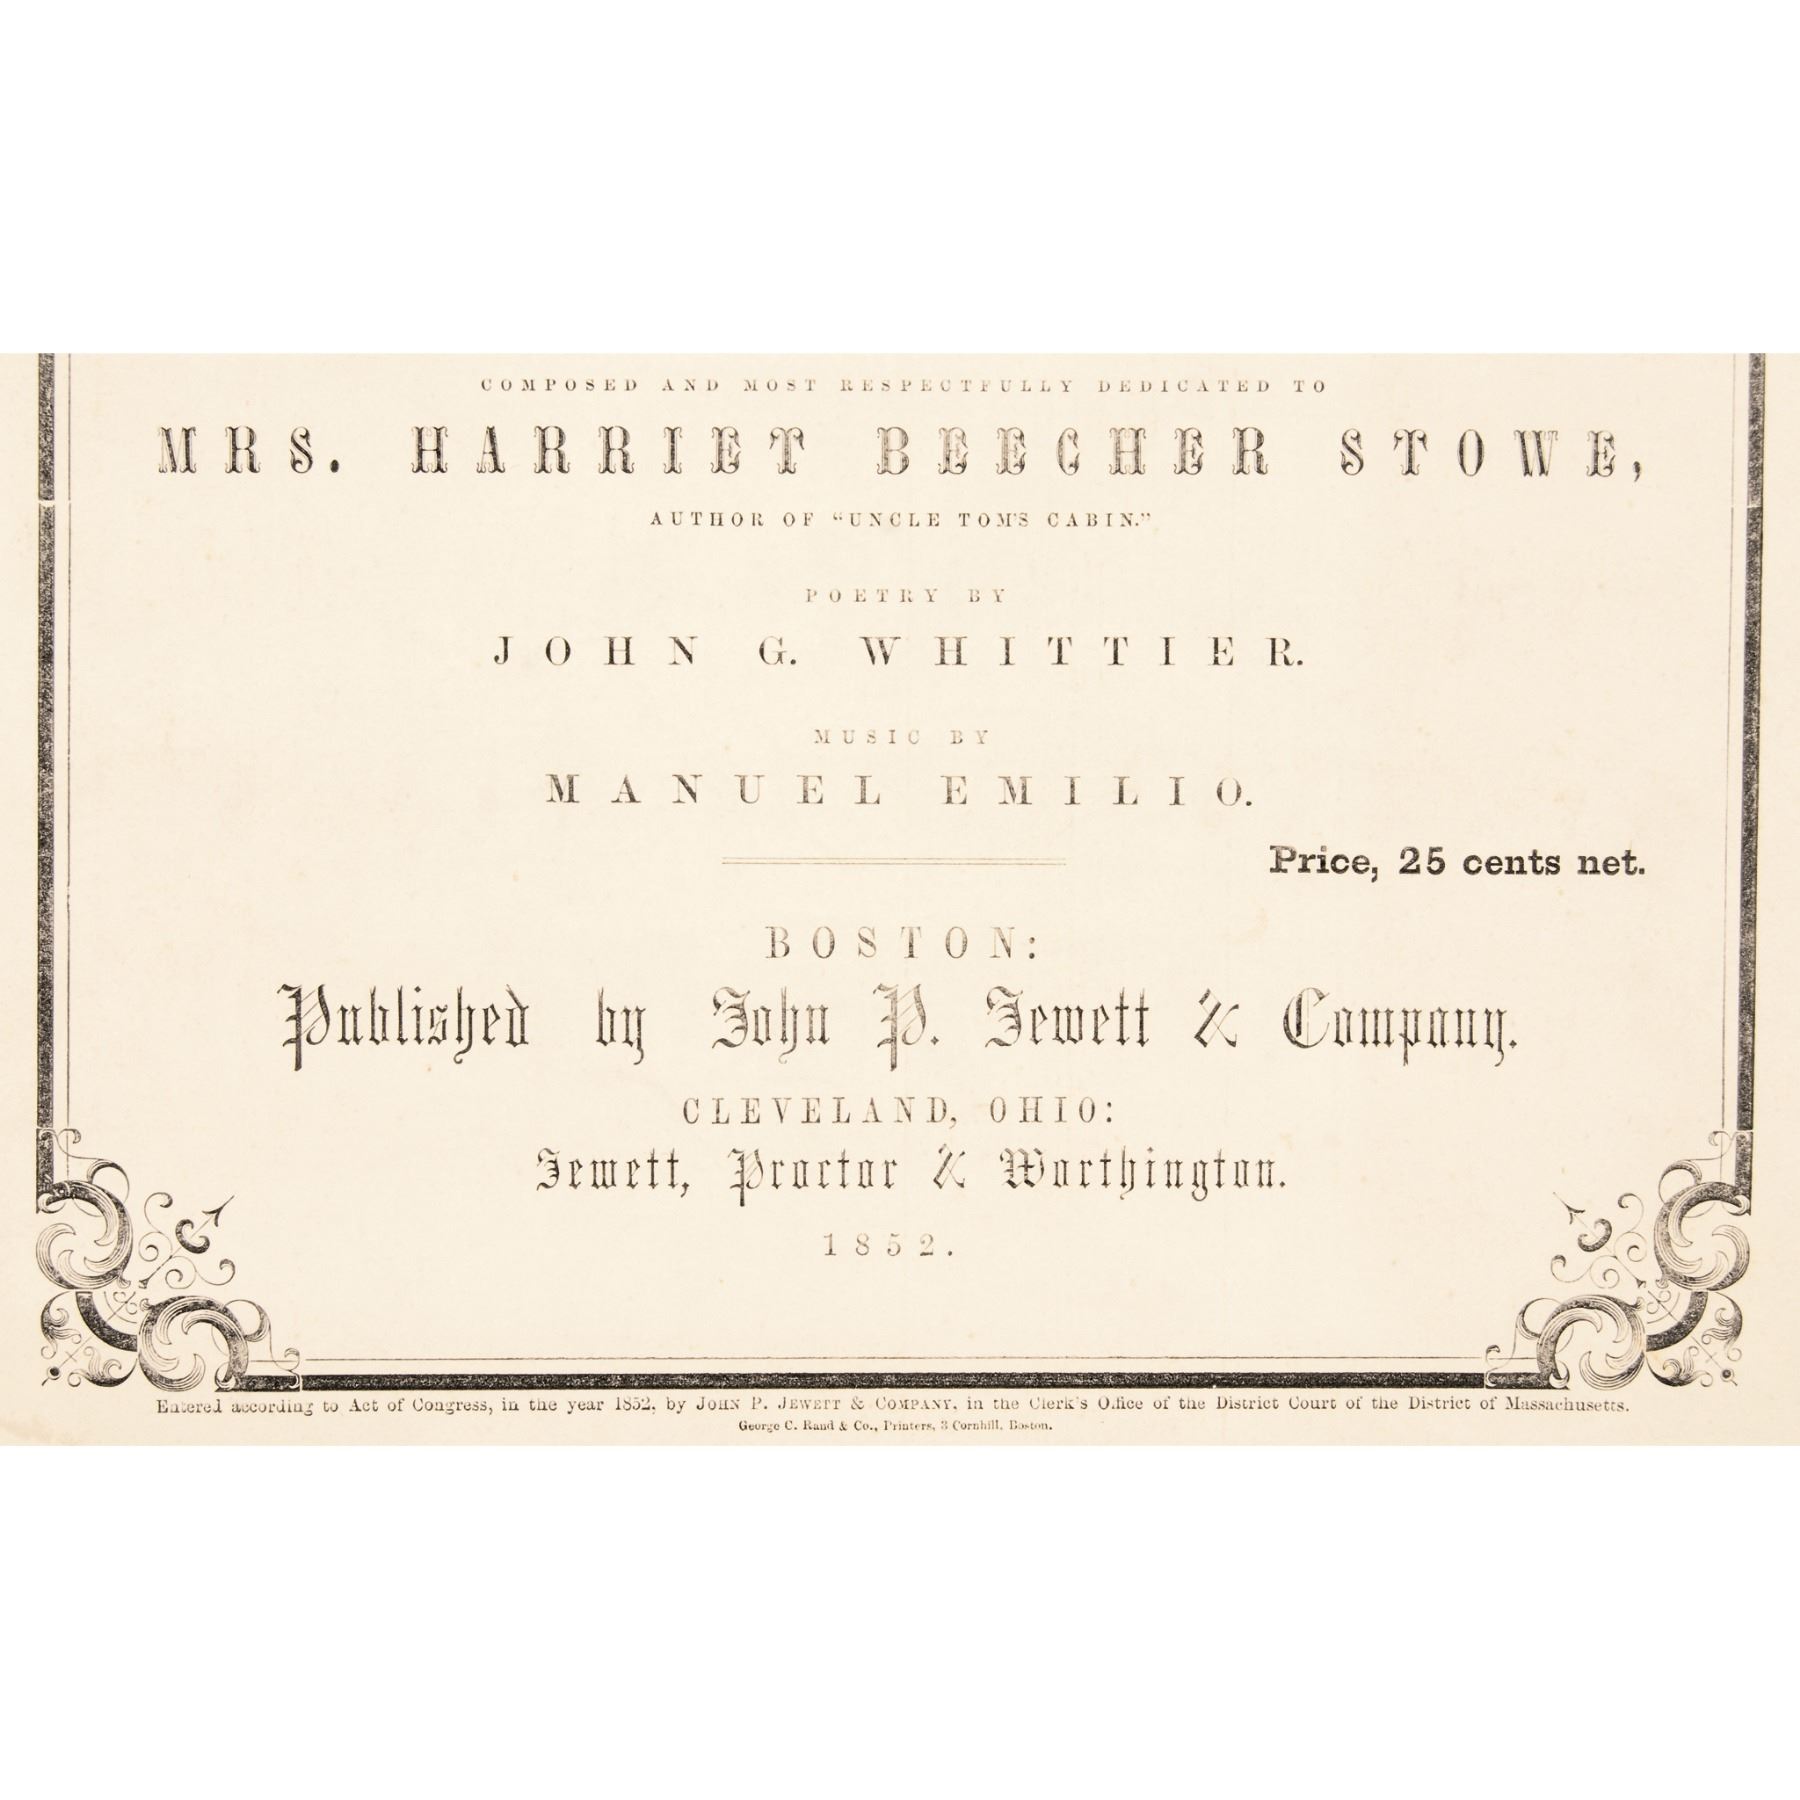 COMPOSED AND MOST RESPECTFULLY DEDICATED TO
MRS. HARRIET BEECHER STOWE,
AUTHOR OF "UNCLE TOM'S CABIN."
POETRY BY
JOHN G. WHITTIER.
MUSIC BY
MANUEL EMILIO.
Price, 25 cents net.
BOSTON:
Published by John P. Jewett & Company.
CLEVELAND, OHIO:
Jewett, Proctor & Worthington.
1852.
Entered according to Act of Congress, in the year 1852, by JOHN P. JEWETT & COMPANY, in the Clerk's Office of the District Court of the District of Massachusetts.
George C. Rand & Co., Printers, 3 Cornhill, Boston.